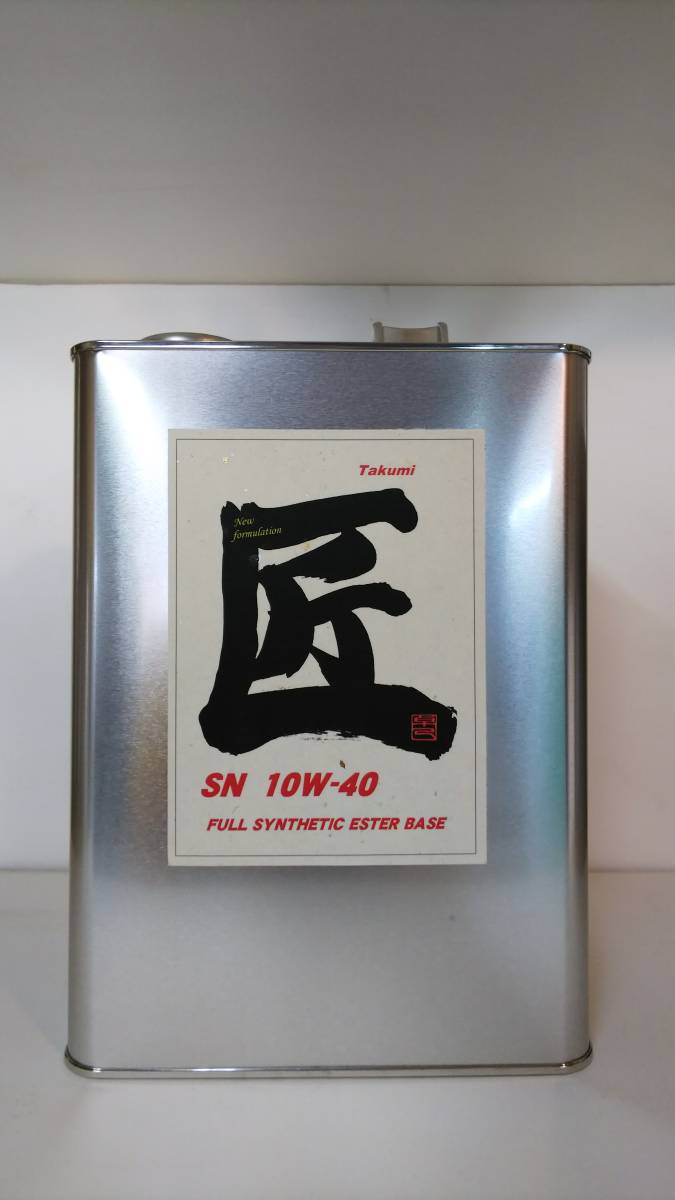 Takumi
New
formulation
匠
SN 10W-40
FULL SYNTHETIC ESTER BASE